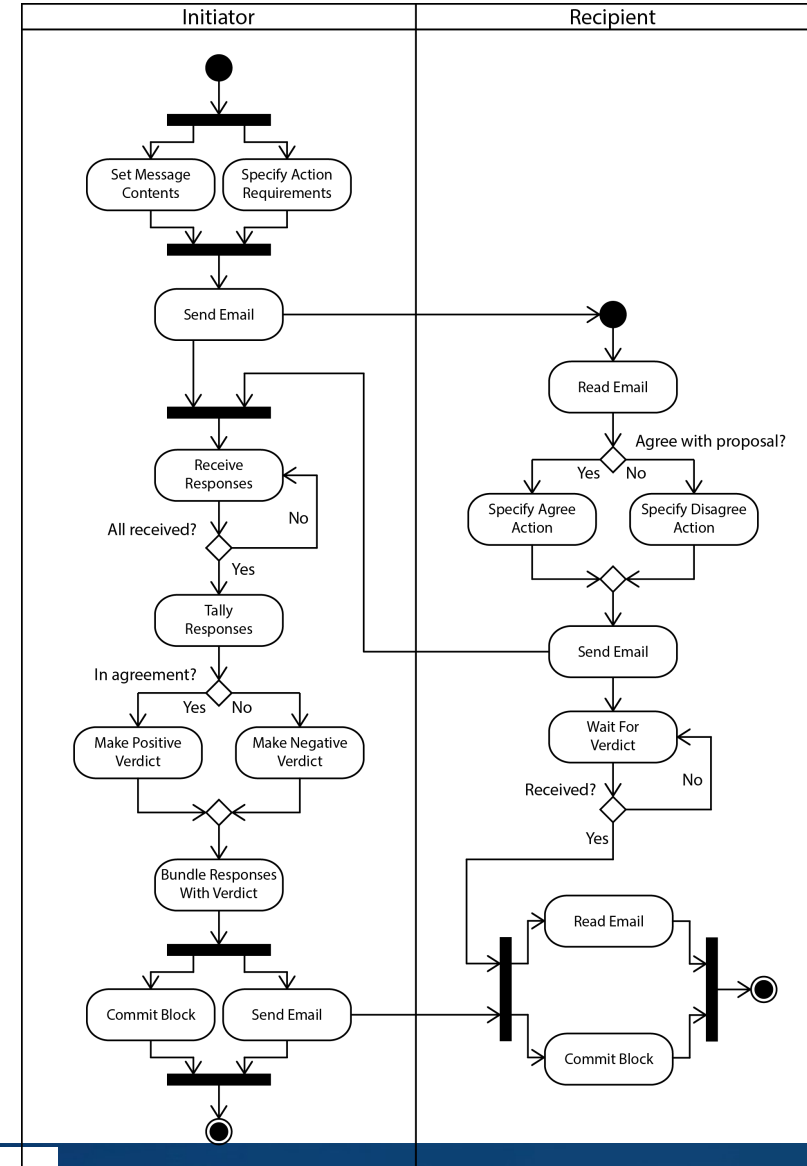 Initiator
Recipient
Set Message
Contents
Specify Action
Requirements
Send Email
Receive
Responses
All received?
No
Yes
Tally
Responses
In agreement?
Yes
No
Make Positive
Verdict
Make Negative
Verdict
Bundle Responses
With Verdict
Commit Block
Send Email
Read Email
Agree with proposal?
Yes
No
Specify Agree
Action
Specify Disagree
Action
Send Email
Wait For
Verdict
Received?
No
Yes
Read Email
Commit Block